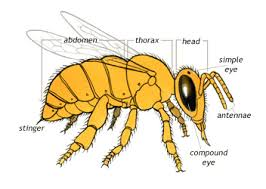 abdomen
thorax
head
simple
eye
antennae
stinger
compound
eye